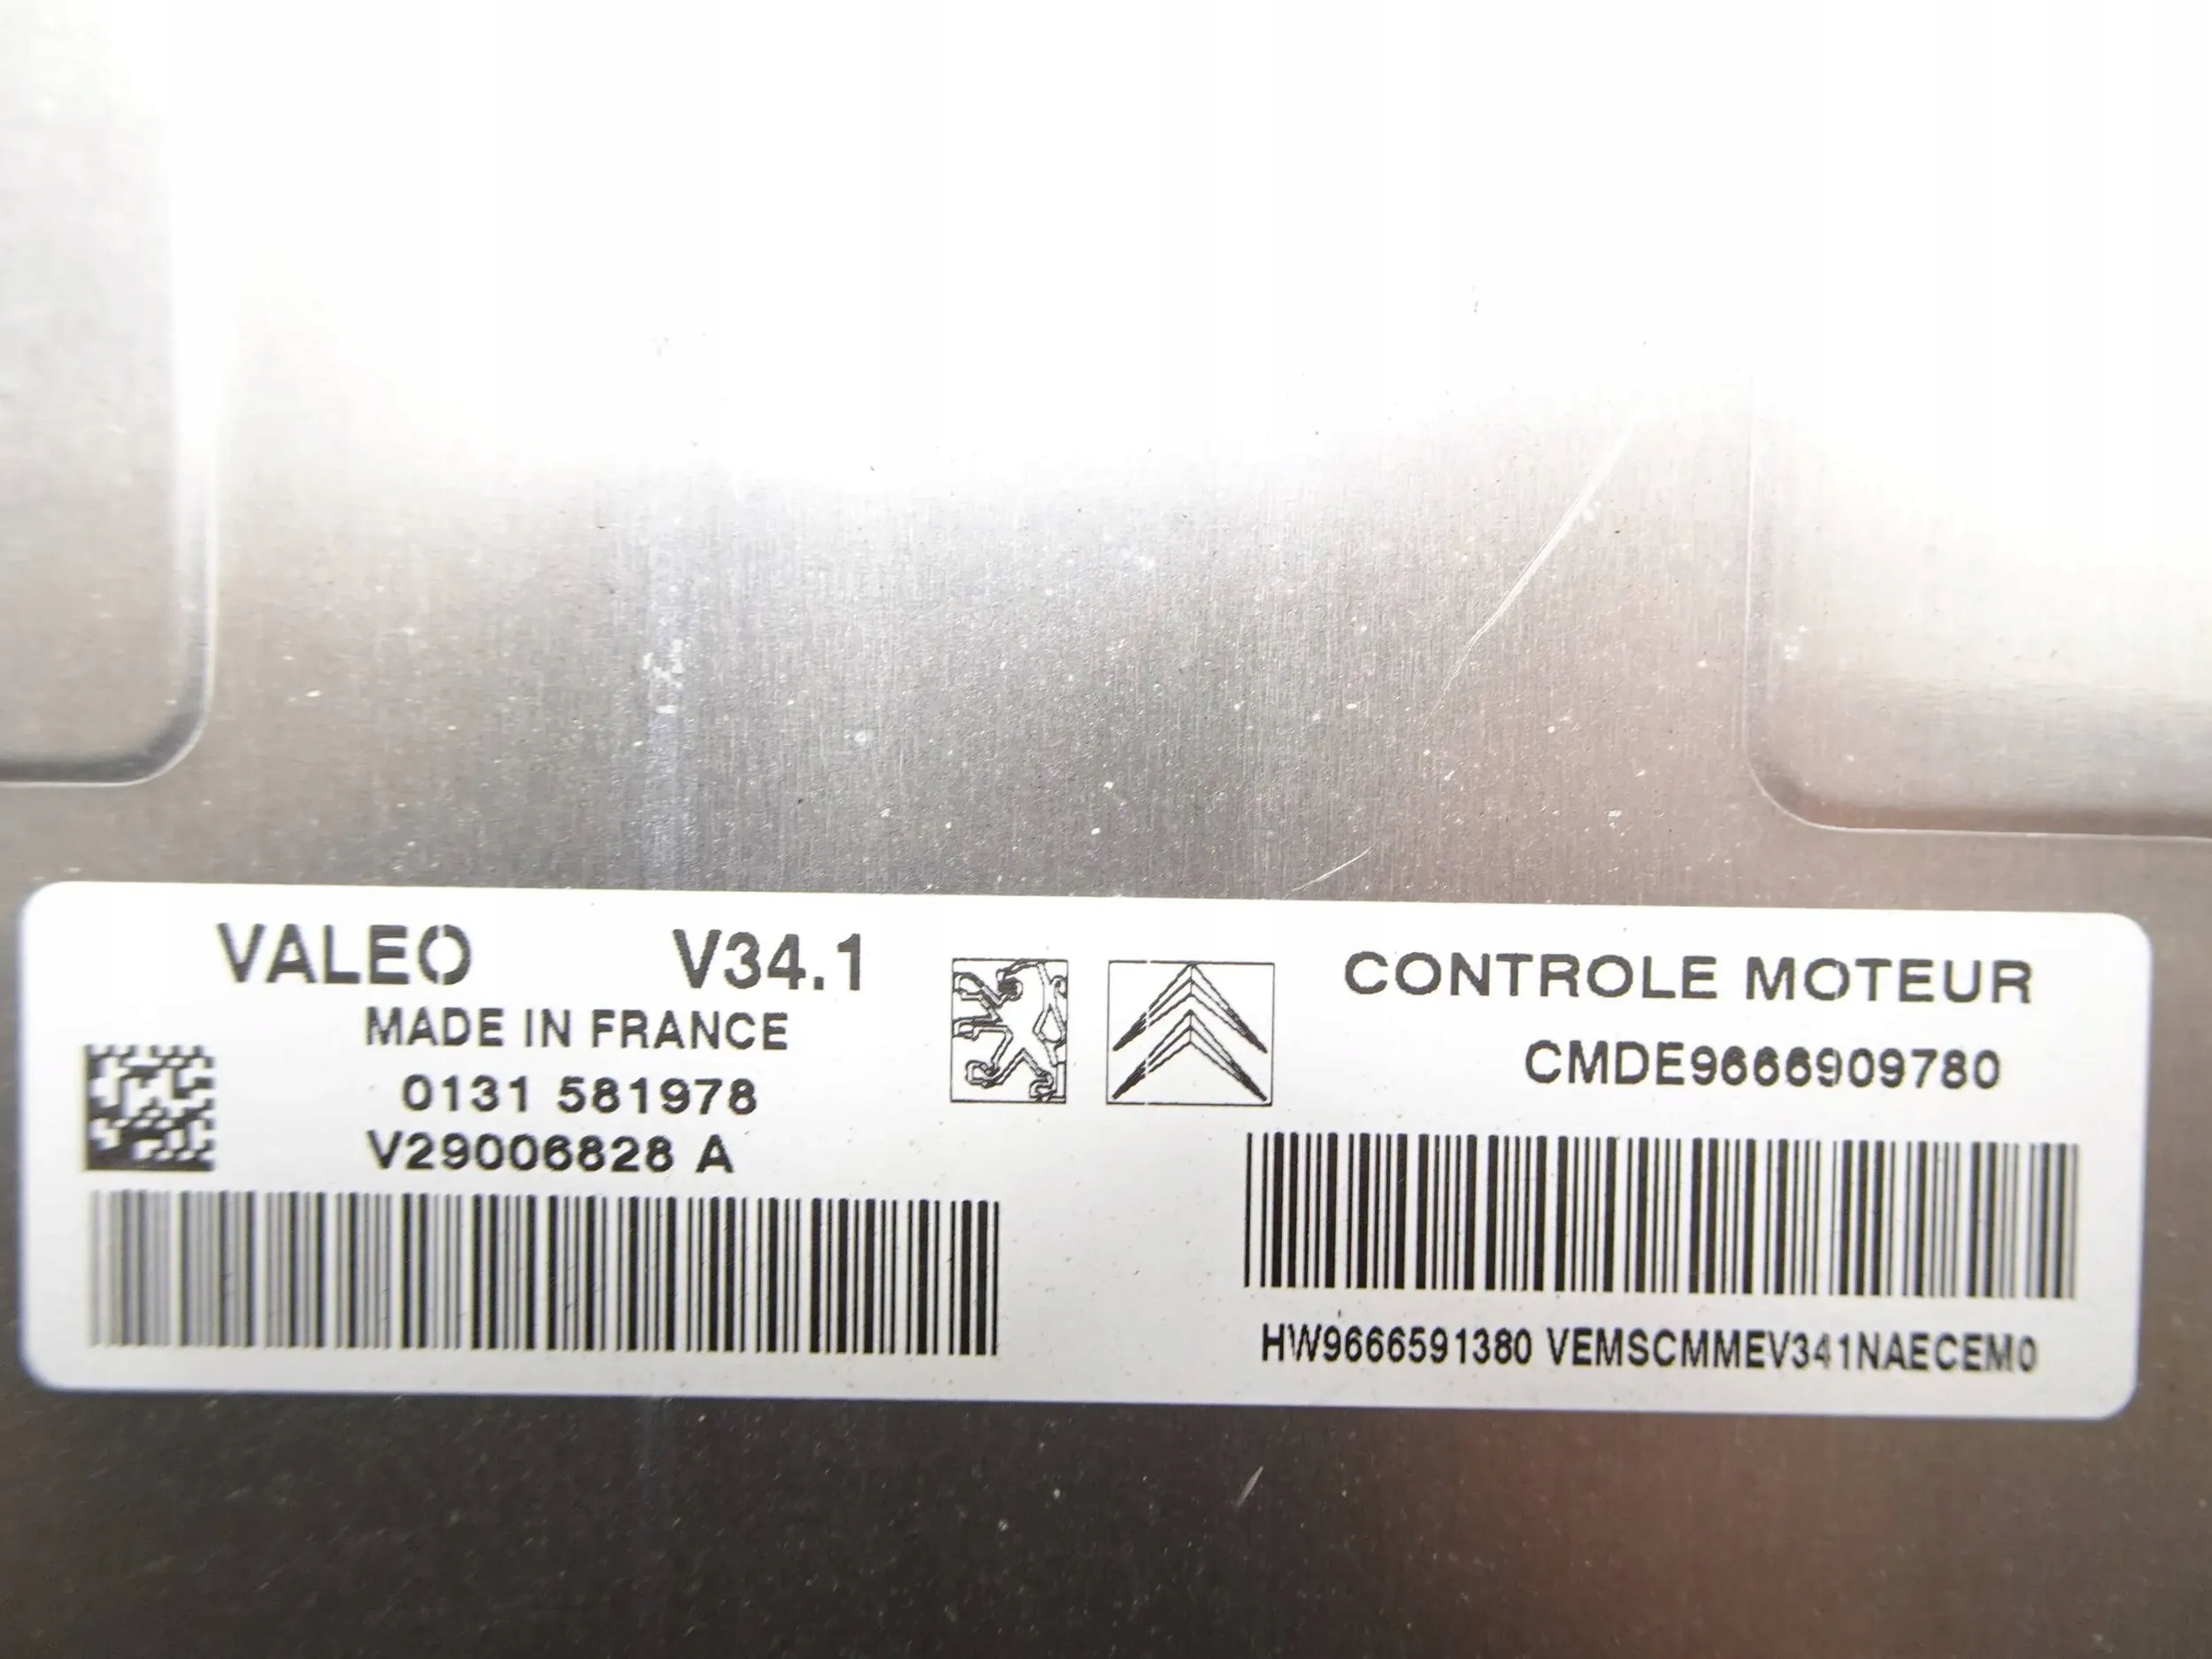 VALEO V34.1
MADE IN FRANCE
0131 581978
V29006828 A
CONTROLE MOTEUR
CMDE9666909780
HW9666591380 VEMSCMMEV341NAECEM0